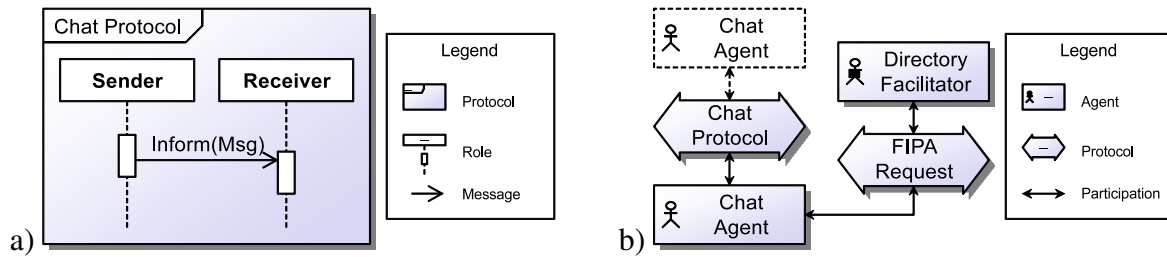 Chat Protocol
Sender
Receiver
Inform(Msg)
Legend
Protocol
Role
Message
a)
Chat
Agent
Directory
Facilitator
Chat
Protocol
FIPA
Request
Chat
Agent
Legend
Agent
Protocol
Participation
b)